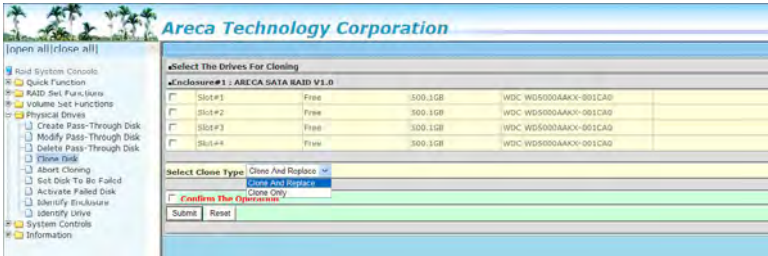 Areca Technology Corporation
|open all|close all|
Raid System Console
Quick Function
RAID Set Functions
Volume Set Functions
Physical Drives
Create Pass-Through Disk
Modify Pass-Through Disk
Delete Pass-Through Disk
Clone Disk
Abort Cloning
Set Disk To Be Failed
Activate Failed Disk
Identify Enclosure
Identify Drive
System Controls
Information
•Select The Drives For Cloning
•Enclosure#1 : ARECA SATA RAID V1.0
Slot#1 Free 500.1GB WDC WD5000AAKX-001CA0
Slot#2 Free 500.1GB WDC WD5000AAKX-001CA0
Slot#3 Free 500.1GB WDC WD5000AAKX-001CA0
Slot#4 Free 500.1GB WDC WD5000AAKX-001CA0
Select Clone Type Clone And Replace
Clone And Replace
Clone Only
Confirm The Operation
Submit Reset